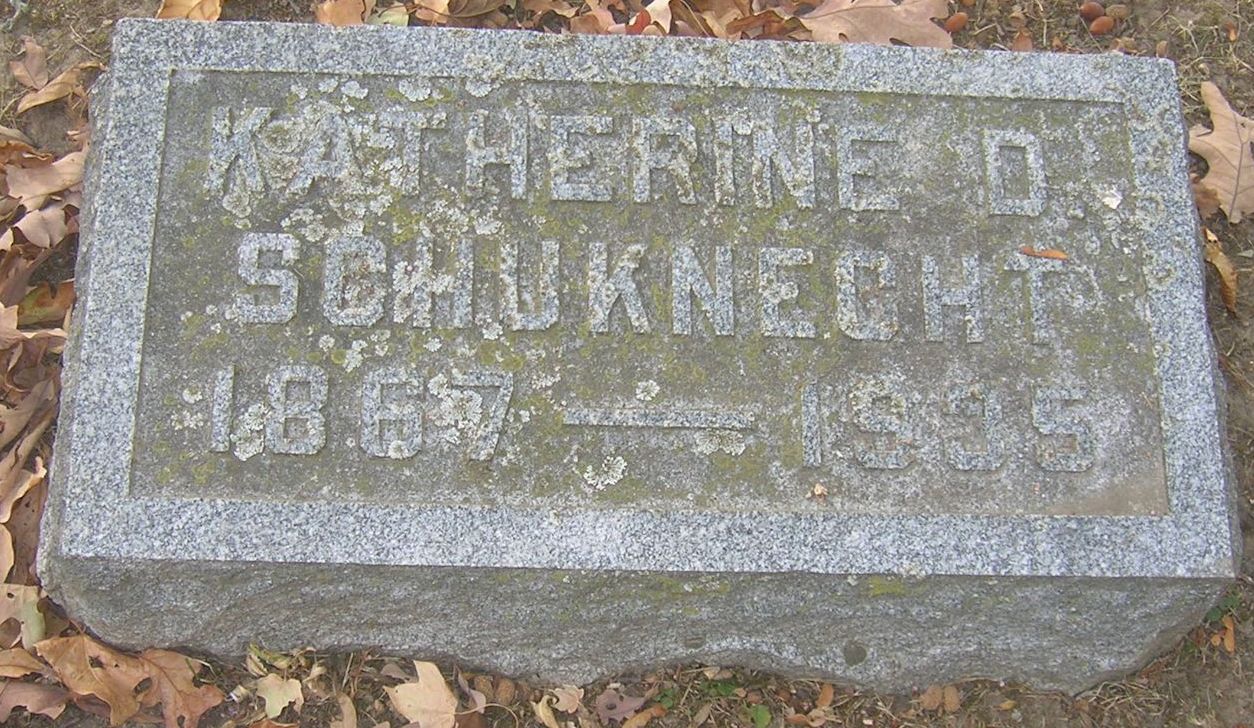 KATHERINE D
SCHUKNECHT
1867 — 1935